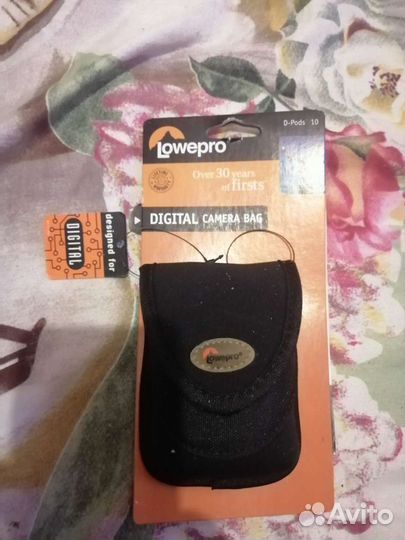 D-Pods 10
Lowepro
Over 30 years
of firsts
DIGITAL CAMERA BAG
designed for
DIGITAL
Lowepro
Avito